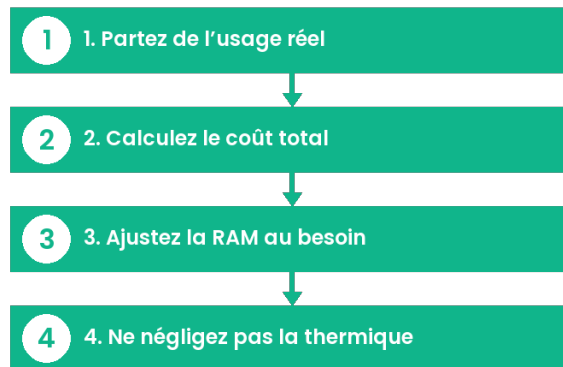 1 1. Partez de l’usage réel
2 2. Calculez le coût total
3 3. Ajustez la RAM au besoin
4 4. Ne négligez pas la thermique